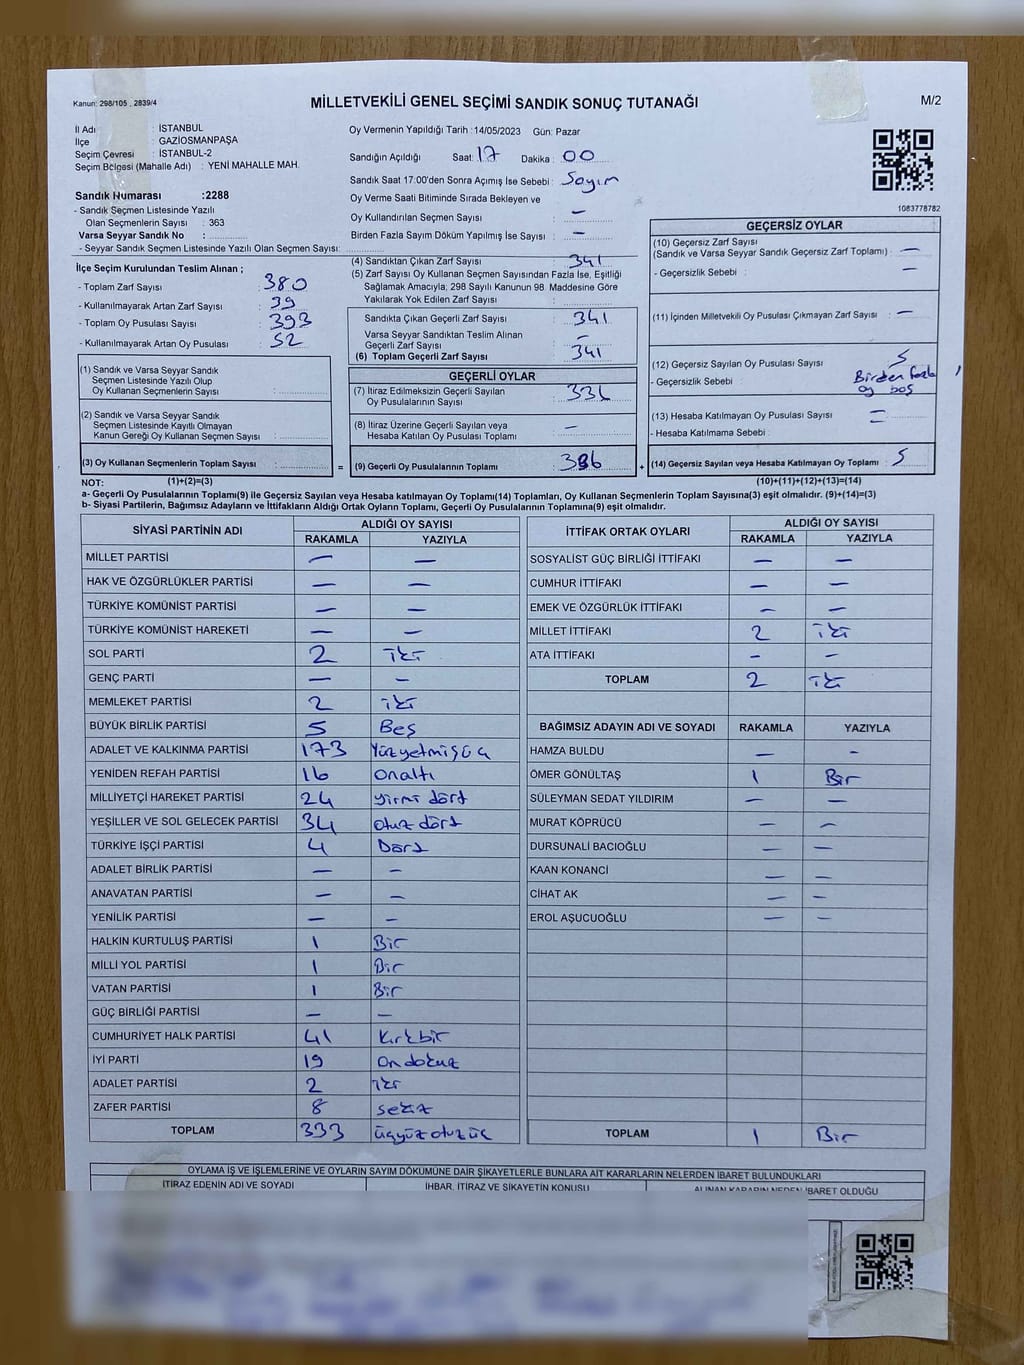 Kanun: 298/105 , 2839/4
MİLLETVEKİLİ GENEL SEÇİMİ SANDIK SONUÇ TUTANAĞI
M/2
İl Adı : İSTANBUL
İlçe : GAZİOSMANPAŞA
Seçim Çevresi : İSTANBUL-2
Seçim Bölgesi (Mahalle Adı) : YENİ MAHALLE MAH.
Sandık Numarası :2288
- Sandık Seçmen Listesinde Yazılı
Olan Seçmenlerin Sayısı : 363
Varsa Seyyar Sandık No :
- Seyyar Sandık Seçmen Listesinde Yazılı Olan Seçmen Sayısı:
Oy Vermenin Yapıldığı Tarih :14/05/2023 Gün: Pazar
Sandığın Açıldığı Saat: 17 Dakika : 00
Sandık Saat 17:00'den Sonra Açımış İse Sebebi : Sayım
Oy Verme Saati Bitiminde Sırada Bekleyen ve
Oy Kullandırılan Seçmen Sayısı : –
Birden Fazla Sayım Döküm Yapılmış İse Sayısı : –
1083778782
İlçe Seçim Kurulundan Teslim Alınan ;
- Toplam Zarf Sayısı : 380
- Kullanılmayarak Artan Zarf Sayısı : 39
- Toplam Oy Pusulası Sayısı : 393
- Kullanılmayarak Artan Oy Pusulası : 52
(1) Sandık ve Varsa Seyyar Sandık
Seçmen Listesinde Yazılı Olup
Oy Kullanan Seçmenlerin Sayısı :
(2) Sandık ve Varsa Seyyar Sandık
Seçmen Listesinde Kayıtlı Olmayan
Kanun Gereği Oy Kullanan Seçmen Sayısı :
(3) Oy Kullanan Seçmenlerin Toplam Sayısı :
(4) Sandıktan Çıkan Zarf Sayısı : 341
(5) Zarf Sayısı Oy Kullanan Seçmen Sayısından Fazla İse, Eşitliği
Sağlamak Amacıyla, 298 Sayılı Kanunun 98. Maddesine Göre
Yakılarak Yok Edilen Zarf Sayısı :
Sandıkta Çıkan Geçerli Zarf Sayısı : 341
Varsa Seyyar Sandıktan Teslim Alınan
Geçerli Zarf Sayısı : –
(6) Toplam Geçerli Zarf Sayısı : 341
GEÇERLİ OYLAR
(7) İtiraz Edilmeksizin Geçerli Sayılan
Oy Pusulalarının Sayısı : 336
(8) İtiraz Üzerine Geçerli Sayılan veya
Hesaba Katılan Oy Pusulası Toplamı : –
= (9) Geçerli Oy Pusulalarının Toplamı : 336
GEÇERSİZ OYLAR
(10) Geçersiz Zarf Sayısı
(Sandık ve Varsa Seyyar Sandık Geçersiz Zarf Toplamı) : –
- Geçersizlik Sebebi : –
(11) İçinden Milletvekili Oy Pusulası Çıkmayan Zarf Sayısı : –
(12) Geçersiz Sayılan Oy Pusulası Sayısı : 5
- Geçersizlik Sebebi : Birden fazla
oy boş
(13) Hesaba Katılmayan Oy Pusulası Sayısı : –
- Hesaba Katılmama Sebebi : –
+ (14) Geçersiz Sayılan veya Hesaba Katılmayan Oy Toplamı : 5
NOT: (1)+(2)=(3) (10)+(11)+(12)+(13)=(14)
a- Geçerli Oy Pusulalarının Toplamı(9) ile Geçersiz Sayılan veya Hesaba katılmayan Oy Toplamı(14) Toplamları, Oy Kullanan Seçmenlerin Toplam Sayısına(3) eşit olmalıdır. (9)+(14)=(3)
b- Siyasi Partilerin, Bağımsız Adayların ve İttifakların Aldığı Ortak Oyların Toplamı, Geçerli Oy Pusulalarının Toplamına(9) eşit olmalıdır.
SİYASİ PARTİNİN ADI ALDIĞI OY SAYISI
RAKAMLA YAZIYLA
MİLLET PARTİSİ – –
HAK VE ÖZGÜRLÜKLER PARTİSİ – –
TÜRKİYE KOMÜNİST PARTİSİ – –
TÜRKİYE KOMÜNİST HAREKETİ – –
SOL PARTİ 2 İki
GENÇ PARTİ – –
MEMLEKET PARTİSİ 2 İki
BÜYÜK BİRLİK PARTİSİ 5 Beş
ADALET VE KALKINMA PARTİSİ 173 Yüzyetmişüç
YENİDEN REFAH PARTİSİ 16 onaltı
MİLLİYETÇİ HAREKET PARTİSİ 24 yirmi dört
YEŞİLLER VE SOL GELECEK PARTİSİ 34 otuz dört
TÜRKİYE İŞÇİ PARTİSİ 4 Dört
ADALET BİRLİK PARTİSİ – –
ANAVATAN PARTİSİ – –
YENİLİK PARTİSİ – –
HALKIN KURTULUŞ PARTİSİ 1 Bir
MİLLİ YOL PARTİSİ 1 Bir
VATAN PARTİSİ 1 Bir
GÜÇ BİRLİĞİ PARTİSİ – –
CUMHURİYET HALK PARTİSİ 41 Kırkbir
İYİ PARTİ 19 On dokuz
ADALET PARTİSİ 2 İki
ZAFER PARTİSİ 8 sekiz
TOPLAM 333 üçyüz otuz üç
İTTİFAK ORTAK OYLARI ALDIĞI OY SAYISI
RAKAMLA YAZIYLA
SOSYALİST GÜÇ BİRLİĞİ İTTİFAKI – –
CUMHUR İTTİFAKI – –
EMEK VE ÖZGÜRLÜK İTTİFAKI – –
MİLLET İTTİFAKI 2 İki
ATA İTTİFAKI – –
TOPLAM 2 İki
BAĞIMSIZ ADAYIN ADI VE SOYADI RAKAMLA YAZIYLA
HAMZA BULDU – –
ÖMER GÖNÜLTAŞ 1 Bir
SÜLEYMAN SEDAT YILDIRIM – –
MURAT KÖPRÜCÜ – –
DURSUNALİ BACIOĞLU – –
KAAN KONANCİ – –
CİHAT AK – –
EROL AŞUCUOĞLU – –
TOPLAM 1 Bir
OYLAMA İŞ VE İŞLEMLERİNE VE OYLARIN SAYIM DÖKÜMÜNE DAİR ŞİKAYETLERLE BUNLARA AİT KARARLARIN NELERDEN İBARET BULUNDUKLARI
İTİRAZ EDENİN ADI VE SOYADI İHBAR, İTİRAZ VE ŞİKAYETİN KONUSU ALINAN KARARIN NEDEN İBARET OLDUĞU